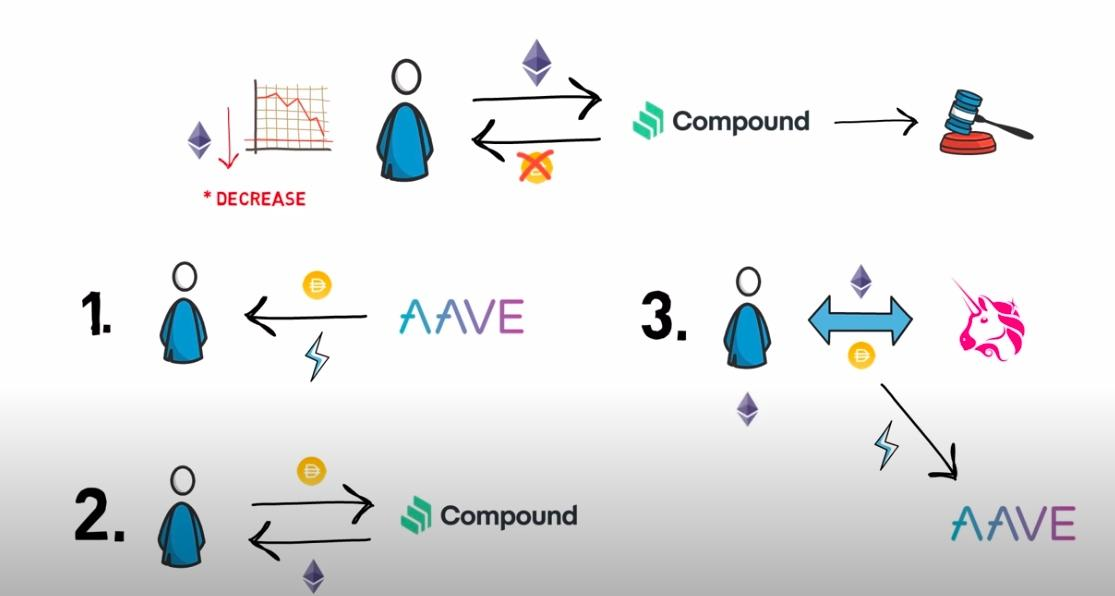 Compound
* DECREASE
1.
AAVE
3.
2.
Compound
AAVE